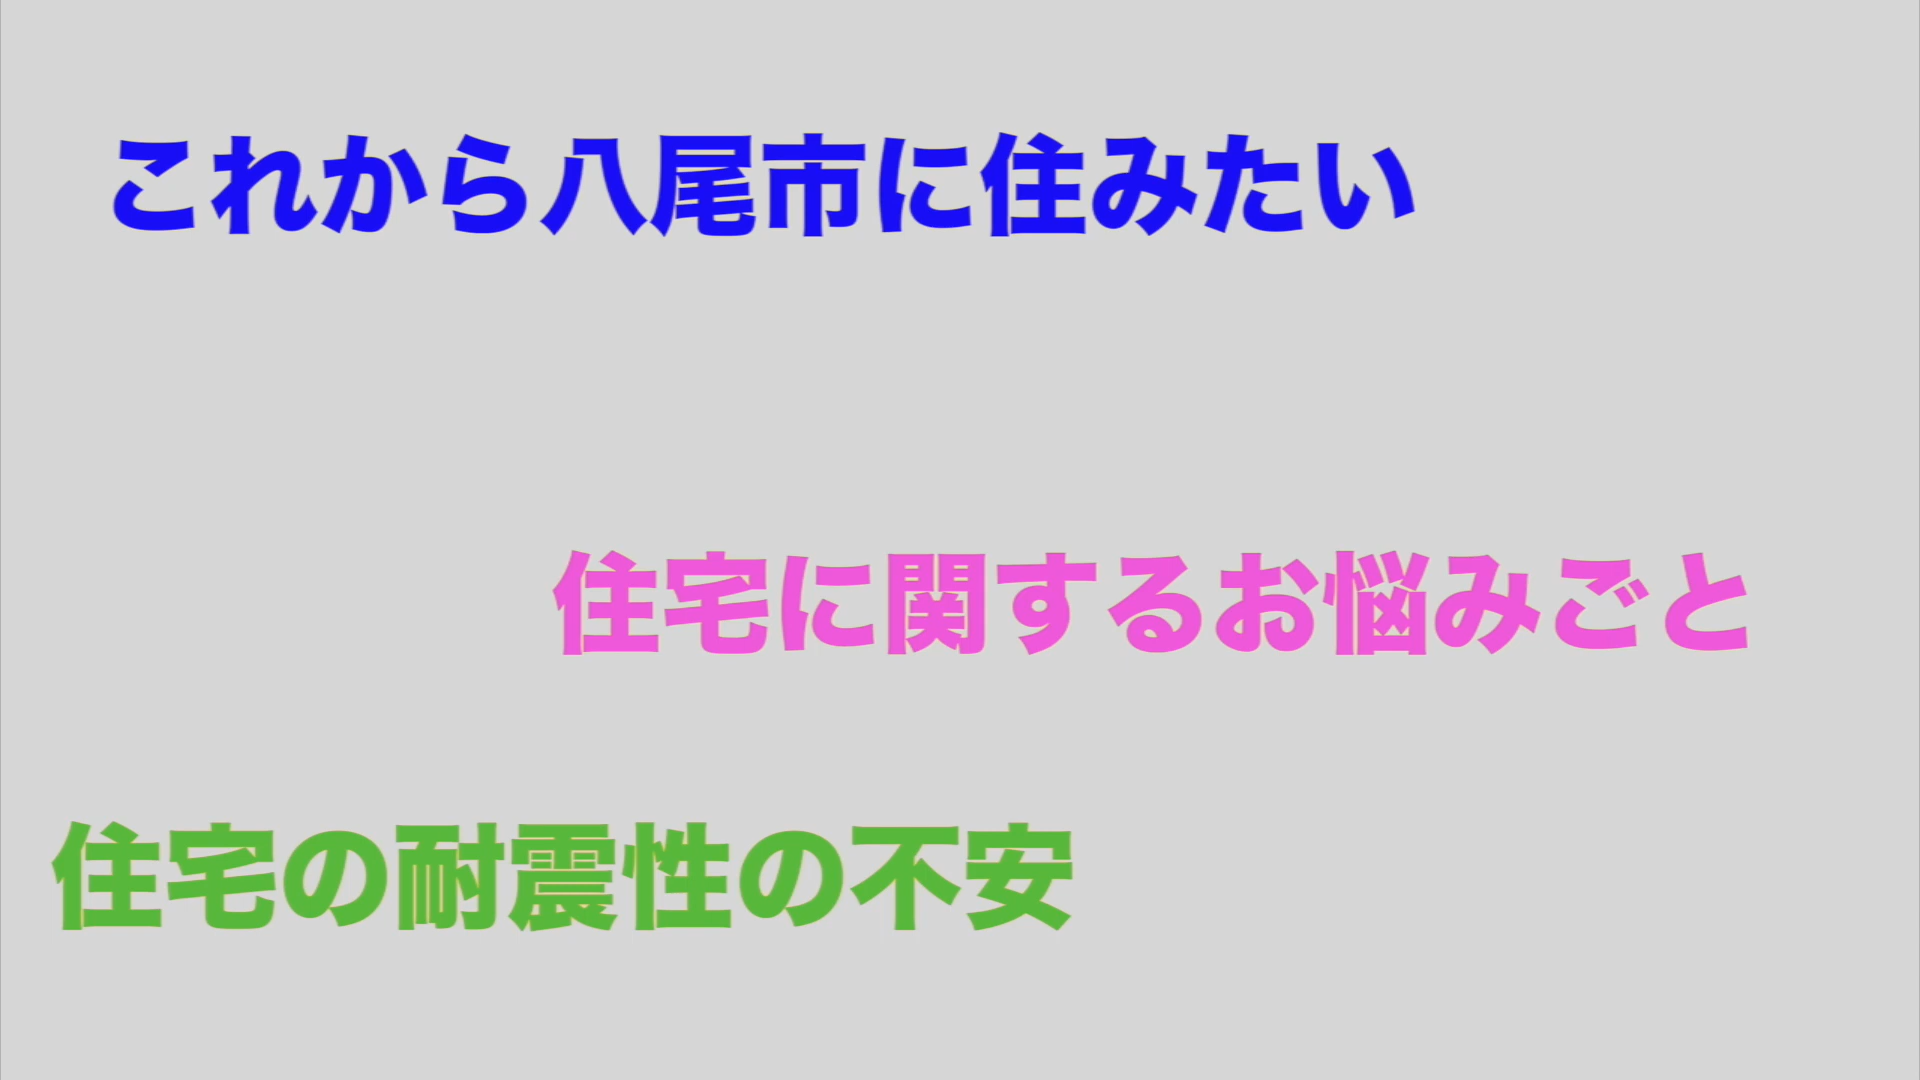 これから八尾市に住みたい
住宅に関するお悩みごと
住宅の耐震性の不安